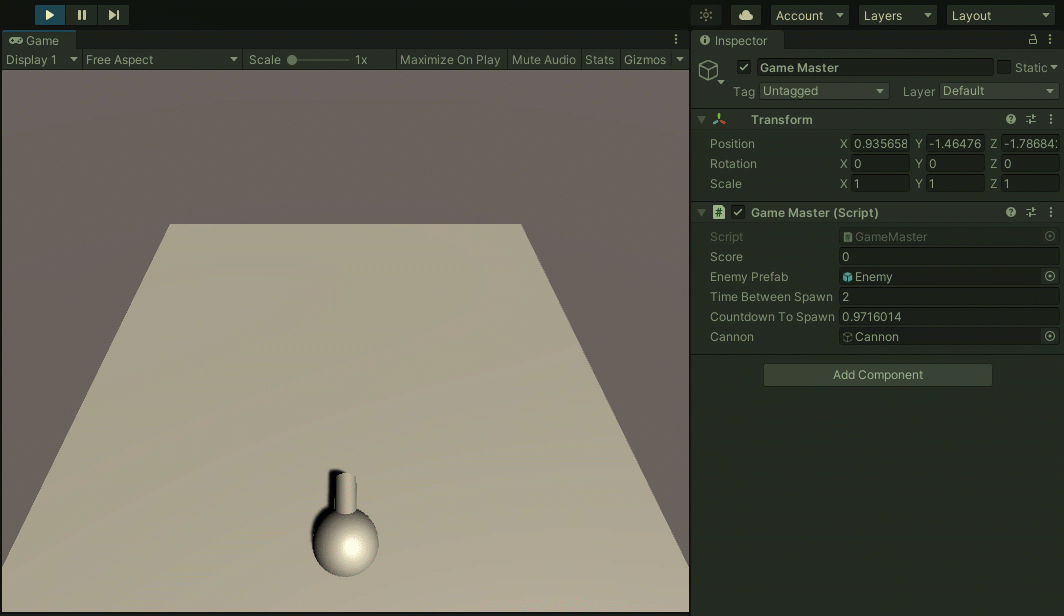 Account Layers Layout
Game
Display 1 Free Aspect Scale 1x Maximize On Play Mute Audio Stats Gizmos
Inspector
Game Master Static
Tag Untagged Layer Default
Transform
Position X 0.935658 Y -1.46476 Z -1.78684
Rotation X 0 Y 0 Z 0
Scale X 1 Y 1 Z 1
# Game Master (Script)
Script GameMaster
Score 0
Enemy Prefab Enemy
Time Between Spawn 2
Countdown To Spawn 0.9716014
Cannon Cannon
Add Component